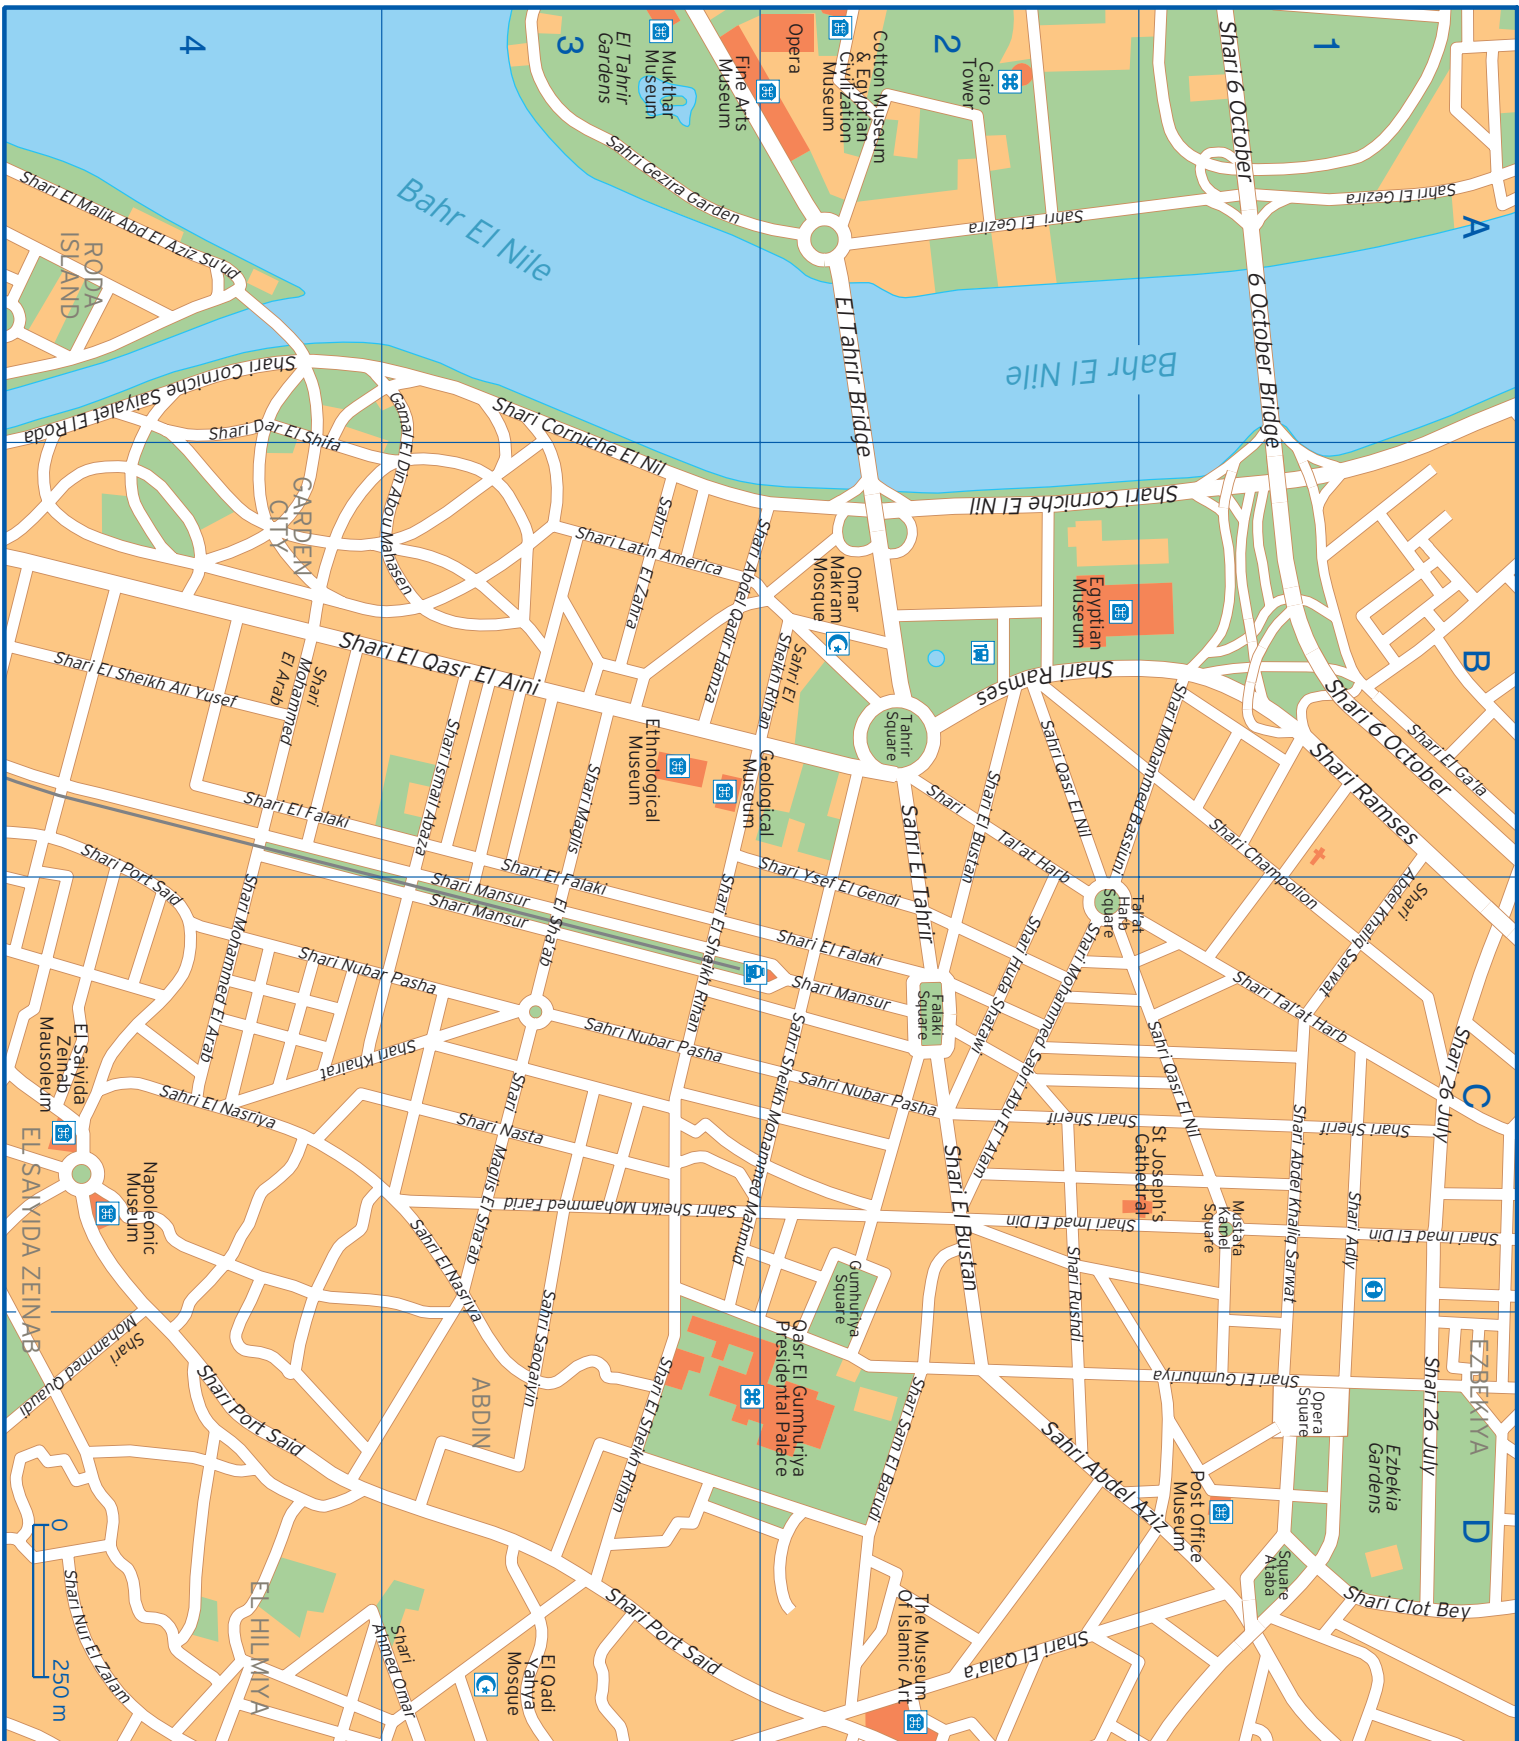 1
2
3
4
A
B
C
D
Shari 6 October
Sahri El Gezira
Cairo
Tower
Cotton Museum
& Egyptian
Civilization
Museum
Opera
Fine Arts
Museum
Mukthar
Museum
El Tahrir
Gardens
Sahri Gezira Garden
Sahri El Gezira
6 October Bridge
El Tahrir Bridge
Bahr El Nile
Bahr El Nile
Shari El Malik Abd El Aziz Su'ud
RODA
ISLAND
Shari Corniche Saiyalet El Roda
Shari Dar El Shifa
Gamal El Din Abou Mahasen
Shari Corniche El Nil
Shari Corniche El Nil
GARDEN
CITY
Shari Latin America
Sahri El Zahra
Shari Abdel Qadir Hamza
Omar
Makram
Mosque
Egyptian
Museum
Sahri El
Sheikh Rihan
Shari Ramses
Tahrir
Square
Shari 6 October
Shari El Ga'la
Shari Ramses
Shari El Qasr El Aini
Shari El Sheikh Ali Yusef
Shari
Mohammed
El Arab
Shari Ismail Abaza
Shari Maglis
El Sha'ab
Ethnological
Museum
Geological
Museum
Shari El Falaki
Shari El Falaki
Shari El Falaki
Shari Mansur
Shari Mansur
Shari Mansur
Shari Ysef El Gendi
Sahri El Tahrir
Shari El Bustan
Shari
Tal'at Harb
Sahri Qasr El Nil
Shari Mohammed Bassiuni
Shari Champollon
Shari
Abdel Khaliq Sarwat
Tal'at
Harb
Square
Shari Tal'at Harb
Shari Port Said
Shari Mohammed El Arab
Shari Nubar Pasha
Sahri Nubar Pasha
Sahri Nubar Pasha
Shari El Sheikh Rihan
Falaki
Square
Shari Huda Shatawi
Shari Mohammed Sabri Abu El 'Alam
Sahri Qasr El Nil
Shari 26 July
El Saiyida
Zeinab
Mausoleum
Sahri El Nasriya
Shari Khairat
Shari
Maglis El Sha'ab
Shari Nasta
Sahri Sheikh Mohammed Mahmud
Sahri Sheikh Mohammed Farid
Shari Sherif
Shari Sherif
St Joseph's
Cathedral
Shari Imad El Din
Shari Imad El Din
Mustafa
Kamel
Square
Shari Abdel Khaliq Sarwat
Shari Adly
Shari Rushdi
Shari El Bustan
Gumhuriya
Square
Napoleonic
Museum
EL SAIYIDA ZEINAB
Sahri El Nasriya
Sahri Saoqaiyin
Shari
Mohammed Quadi
Shari Port Said
ABDIN
Shari El Sheikh Rihan
Qasr El Gumhuriya
Presidental Palace
Shari Sam El Barudi
Shari El Gumhuriya
Opera
Square
Shari 26 July
EZBEKIYA
Ezbekia
Gardens
Sahri Abdel Aziz
Post Office
Museum
Square
Ataba
Shari Clot Bey
Shari El Qala'a
The Museum
Of Islamic Art
Shari Port Said
El Qadi
Yahya
Mosque
Shari
Ahmed Omar
EL HILMIYA
Shari Nur El Zalam
0
250 m